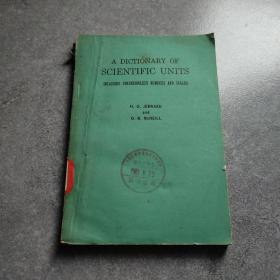 A DICTIONARY OF
SCIENTIFIC UNITS
INCLUDING DIMENSIONLESS NUMBERS AND SCALES
H. G. JERRARD
and
D. B. McNEILL